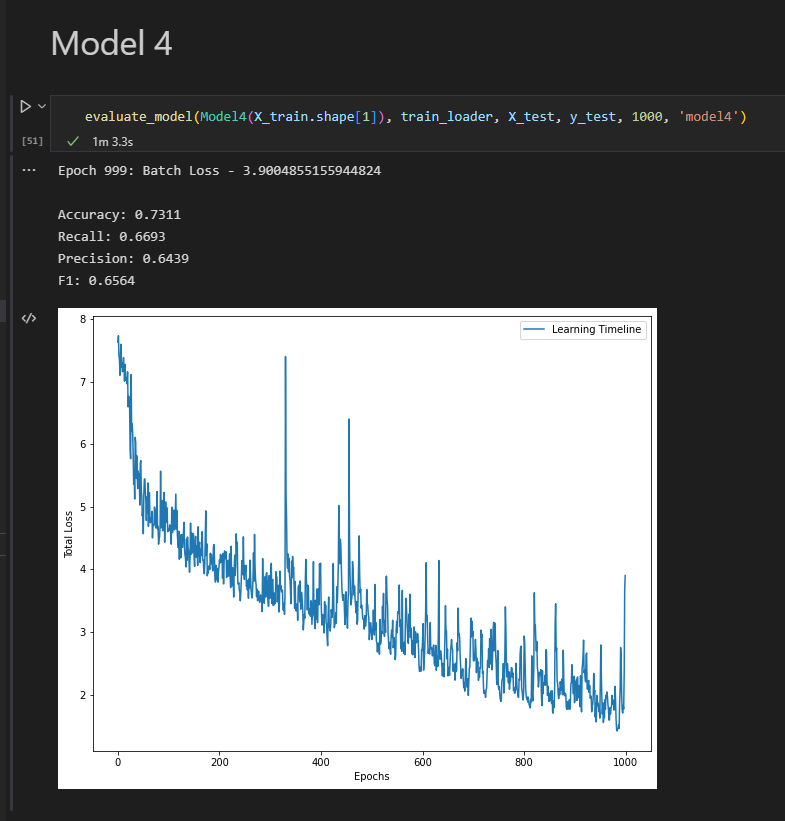 Model 4
evaluate_model(Model4(X_train.shape[1]), train_loader, X_test, y_test, 1000, 'model4')
[51]
1m 3.3s
Epoch 999: Batch Loss - 3.9004855155944824
Accuracy: 0.7311
Recall: 0.6693
Precision: 0.6439
F1: 0.6564
Learning Timeline
8
7
6
5
4
3
2
Total Loss
0 200 400 600 800 1000
Epochs